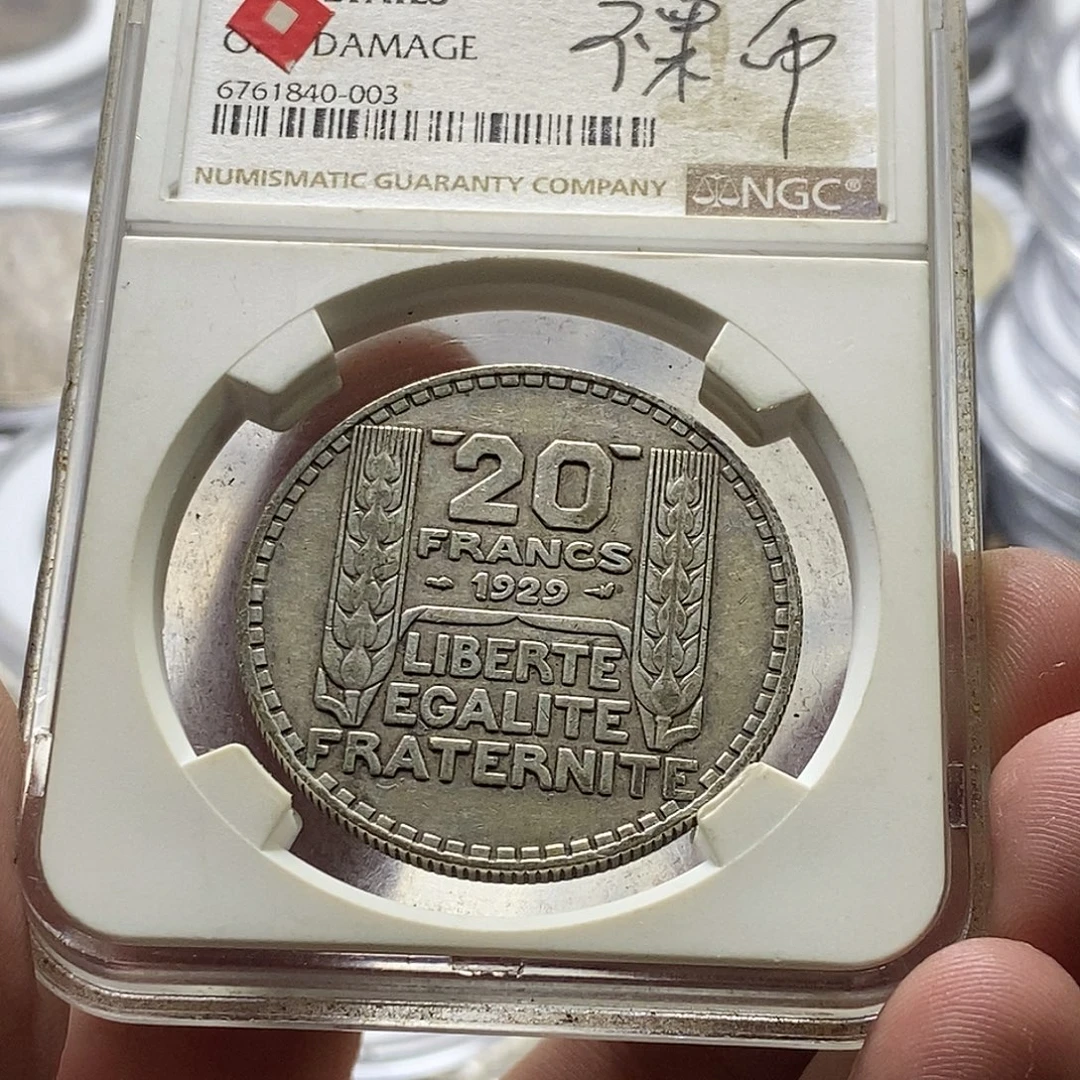 DAMAGE
6761840-003
NUMISMATIC GUARANTY COMPANY
NGC®
20
FRANCS
1929
LIBERTE
EGALITE
FRATERNITE